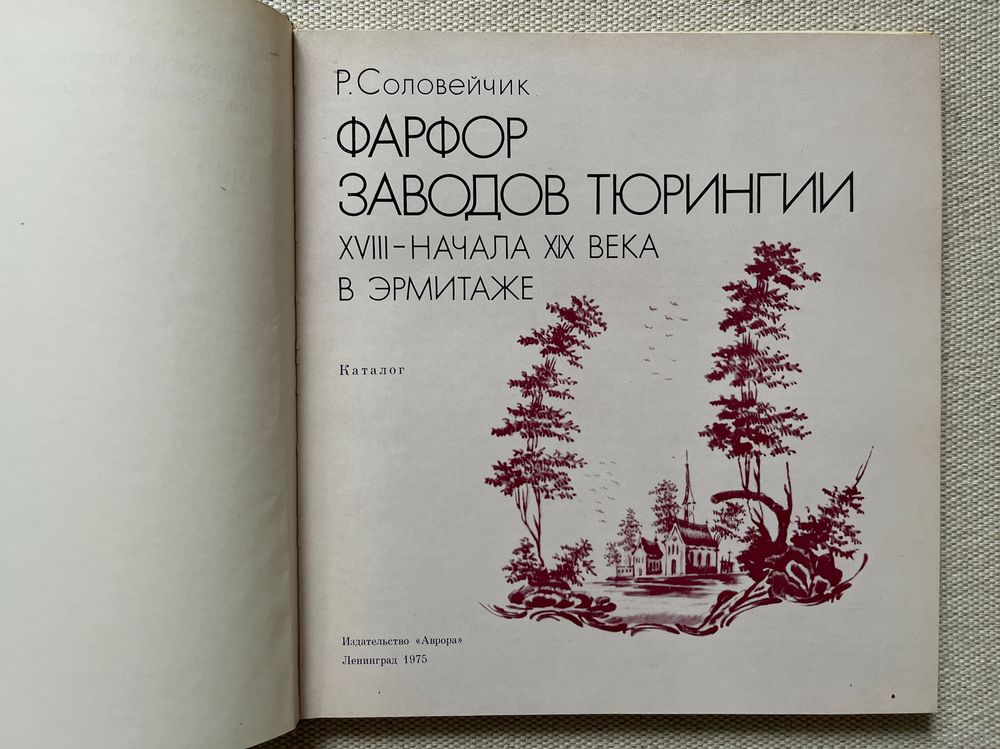 Р. Соловейчик
ФАРФОР
ЗАВОДОВ ТЮРИНГИИ
XVIII–НАЧАЛА XIX ВЕКА
В ЭРМИТАЖЕ
Каталог
Издательство «Аврора»
Ленинград 1975